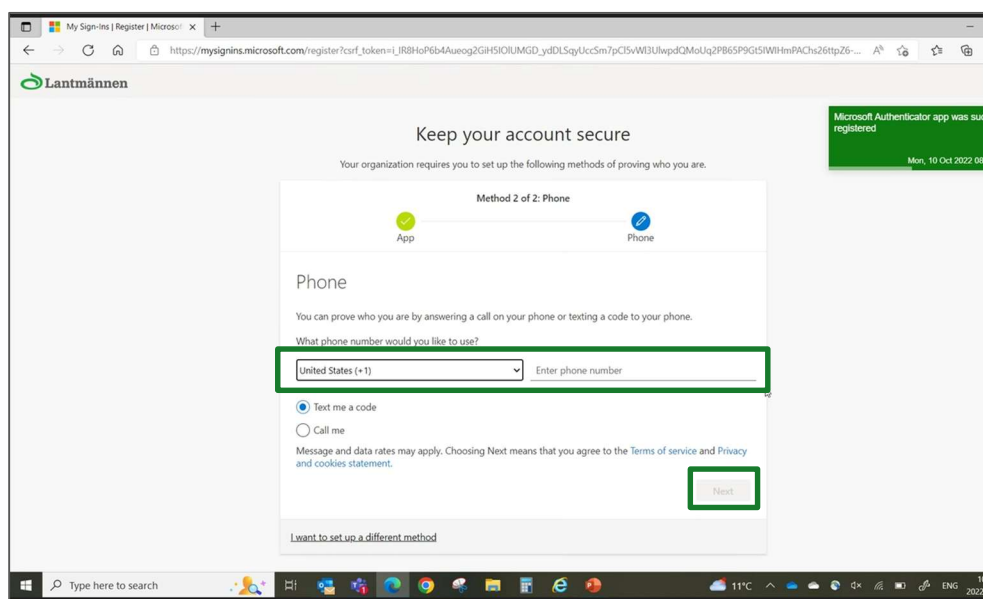 My Sign-Ins | Register | Microsof
https://mysignins.microsoft.com/register?csrf_token=i_IR8HoP6b4Aueog2GiH5IOIUMGD_ydDLSqyUccSm7pCI5vWI3UlwpdQMoUq2PB65P9Gt5IWIHmPAChs26ttpZ6-...
Lantmännen
Microsoft Authenticator app was suc
registered
Mon, 10 Oct 2022 08
Keep your account secure
Your organization requires you to set up the following methods of proving who you are.
Method 2 of 2: Phone
App
Phone
Phone
You can prove who you are by answering a call on your phone or texting a code to your phone.
What phone number would you like to use?
United States (+1)
Enter phone number
Text me a code
Call me
Message and data rates may apply. Choosing Next means that you agree to the Terms of service and Privacy
and cookies statement.
Next
I want to set up a different method
Type here to search
11°C
ENG